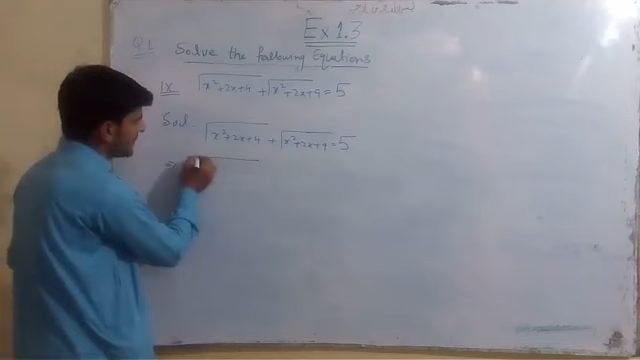 Ex 1.3
Q1 Solve the following Equations
ix √x²+2x+4 + √x²+2x+9 = 5
Sol. √x²+2x+4 + √x²+2x+9 = 5
⇒